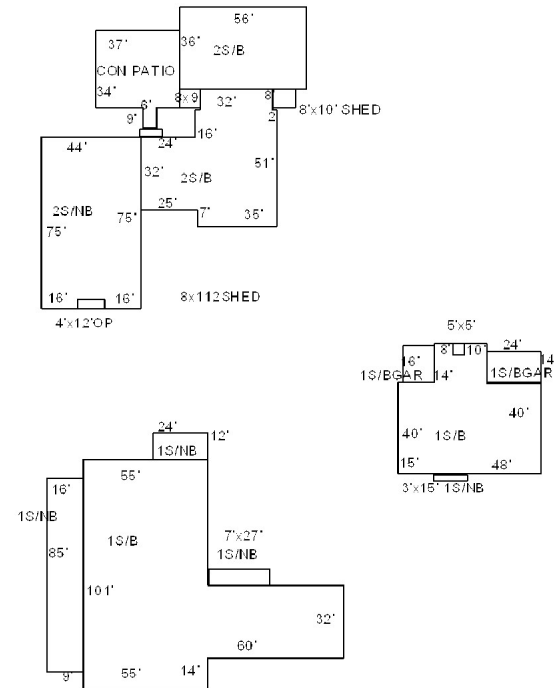 56'
37' 36' 2S/B
CON PATIO
34' 6' 8x9 32' 8' 8'x10' SHED
9' 2'
44' 24' 16'
32' 51'
2S/B
2S/NB 75' 25' 7' 35'
75'
16' 16' 8x112SHED
4'x12'OP
5'x5'
16' 8' 10' 24' 14'
1S/BGAR 14' 1S/BGAR
40'
40' 1S/B
15' 48'
3'x15' 1S/NB
24' 12'
1S/NB
55'
16'
1S/NB
1S/B 7'x27'
85' 1S/NB
101' 32'
60'
9' 55' 14'